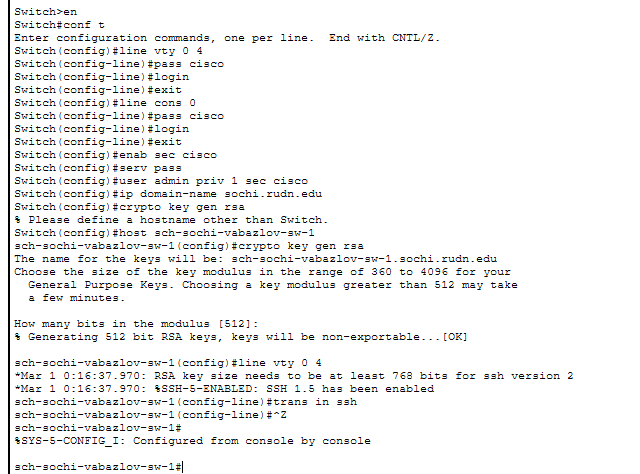 Switch>en
Switch#conf t
Enter configuration commands, one per line.  End with CNTL/Z.
Switch(config)#line vty 0 4
Switch(config-line)#pass cisco
Switch(config-line)#login
Switch(config-line)#exit
Switch(config)#line cons 0
Switch(config-line)#pass cisco
Switch(config-line)#login
Switch(config-line)#exit
Switch(config)#enab sec cisco
Switch(config)#serv pass
Switch(config)#user admin priv 1 sec cisco
Switch(config)#ip domain-name sochi.rudn.edu
Switch(config)#crypto key gen rsa
% Please define a hostname other than Switch.
Switch(config)#host sch-sochi-vabazlov-sw-1
sch-sochi-vabazlov-sw-1(config)#crypto key gen rsa
The name for the keys will be: sch-sochi-vabazlov-sw-1.sochi.rudn.edu
Choose the size of the key modulus in the range of 360 to 4096 for your
  General Purpose Keys. Choosing a key modulus greater than 512 may take
  a few minutes.

How many bits in the modulus [512]:
% Generating 512 bit RSA keys, keys will be non-exportable...[OK]

sch-sochi-vabazlov-sw-1(config)#line vty 0 4
*Mar 1 0:16:37.970: RSA key size needs to be at least 768 bits for ssh version 2
*Mar 1 0:16:37.970: %SSH-5-ENABLED: SSH 1.5 has been enabled
sch-sochi-vabazlov-sw-1(config-line)#trans in ssh
sch-sochi-vabazlov-sw-1(config-line)#^Z
sch-sochi-vabazlov-sw-1#
%SYS-5-CONFIG_I: Configured from console by console

sch-sochi-vabazlov-sw-1#